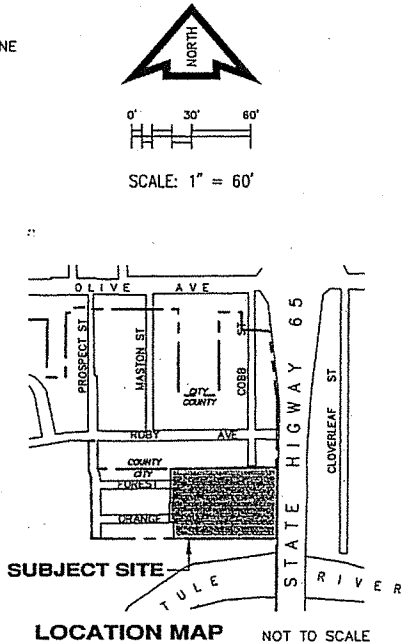 NE
NORTH
0' 30' 60'
SCALE: 1" = 60'
OLIVE AVE
PROSPECT ST
MASTON ST
COBB ST
STATE HIGWAY 65
CLOVERLEAF ST
CITY
COUNTY
RUBY AVE
COUNTY
CITY
FOREST
ORANGE
SUBJECT SITE
TULE RIVER
LOCATION MAP NOT TO SCALE